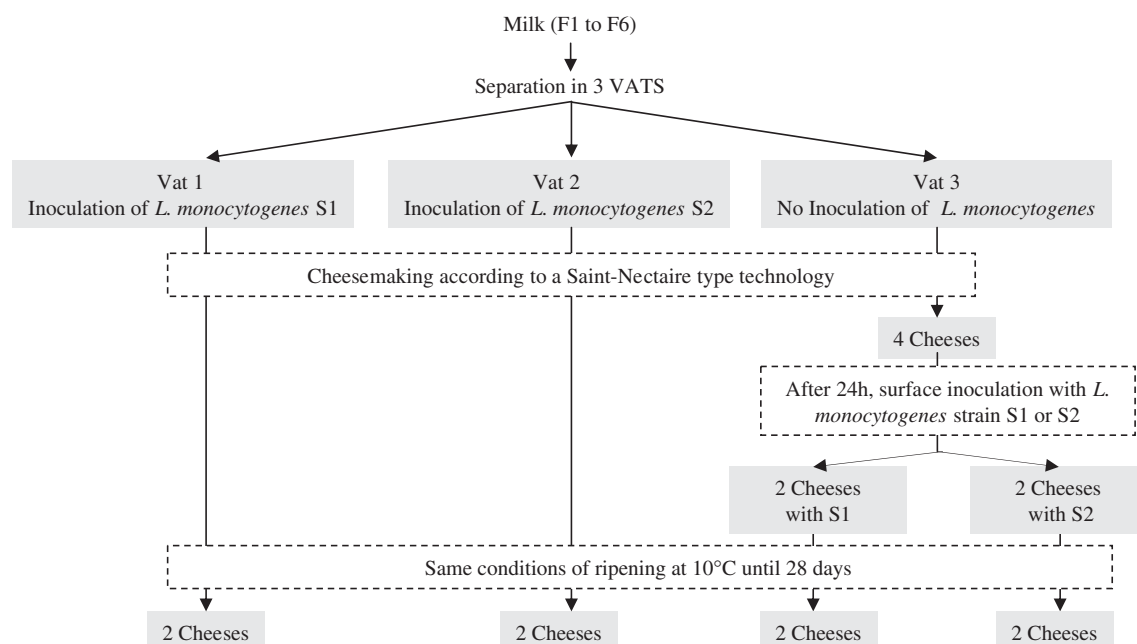 Milk (F1 to F6)
Separation in 3 VATS
Vat 1
Inoculation of L. monocytogenes S1
Vat 2
Inoculation of L. monocytogenes S2
Vat 3
No Inoculation of L. monocytogenes
Cheesemaking according to a Saint-Nectaire type technology
4 Cheeses
After 24h, surface inoculation with L.
monocytogenes strain S1 or S2
2 Cheeses
with S1
2 Cheeses
with S2
Same conditions of ripening at 10°C until 28 days
2 Cheeses
2 Cheeses
2 Cheeses
2 Cheeses